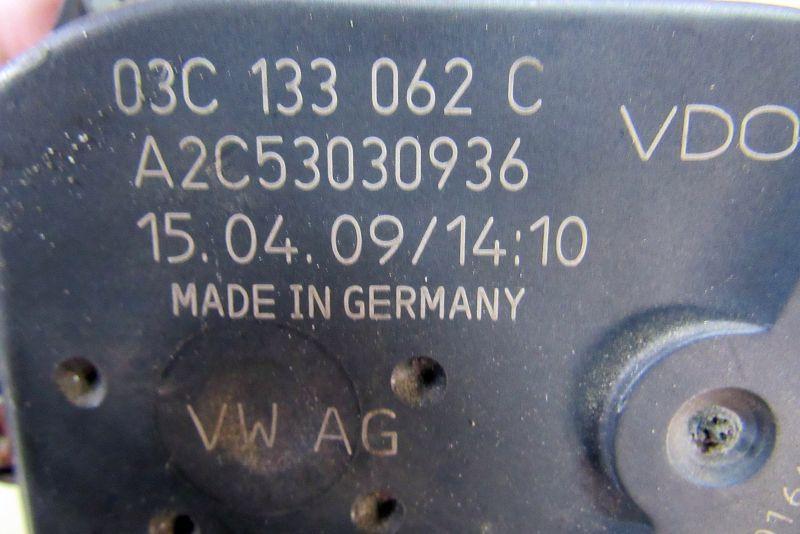 03C 133 062 C
VDO
A2C53030936
15.04.09/14:10
MADE IN GERMANY
VW AG